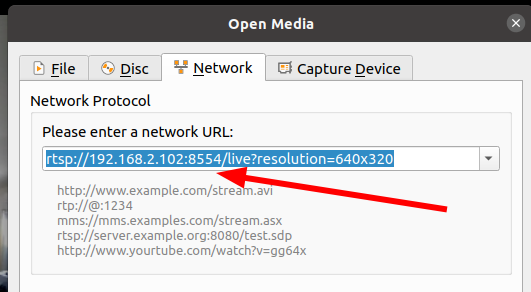 Open Media
File Disc Network Capture Device
Network Protocol
Please enter a network URL:
rtsp://192.168.2.102:8554/live?resolution=640x320
http://www.example.com/stream.avi
rtp://@:1234
mms://mms.examples.com/stream.asx
rtsp://server.example.org:8080/test.sdp
http://www.yourtube.com/watch?v=gg64x